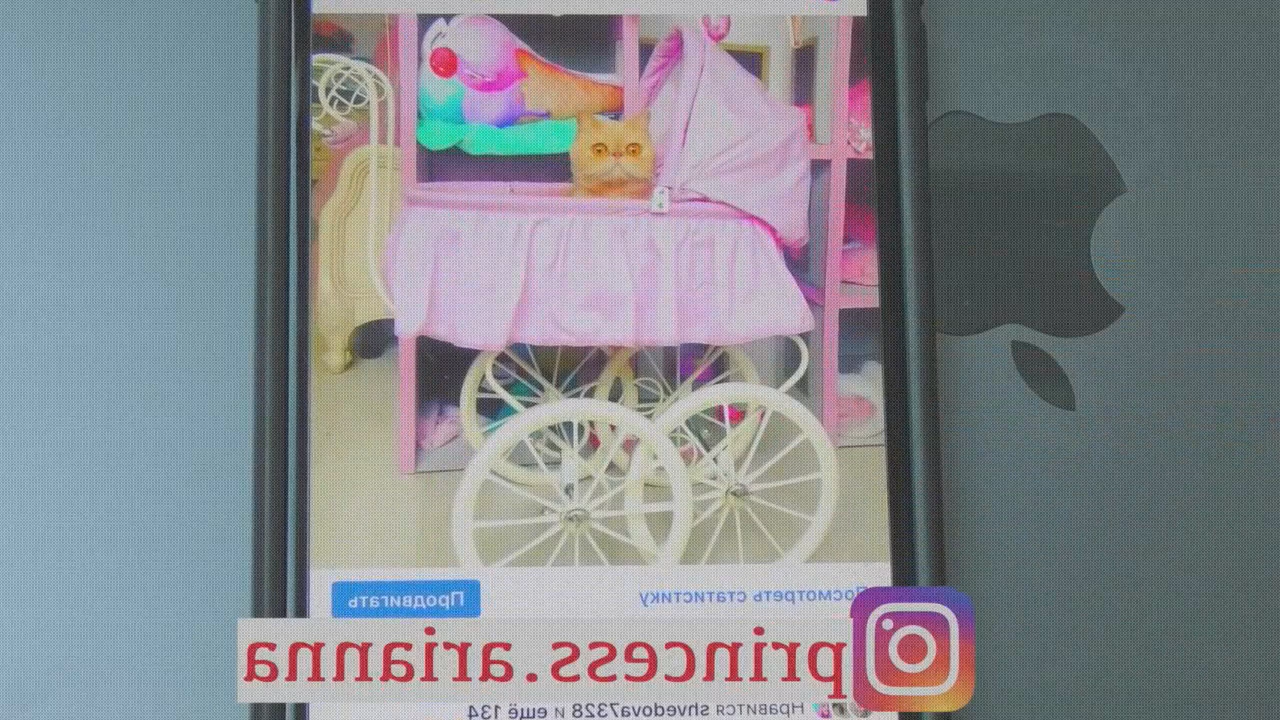 Посмотреть статистику Продвигать
princess.arianna
Нравится shvedova7328 и ещё 134